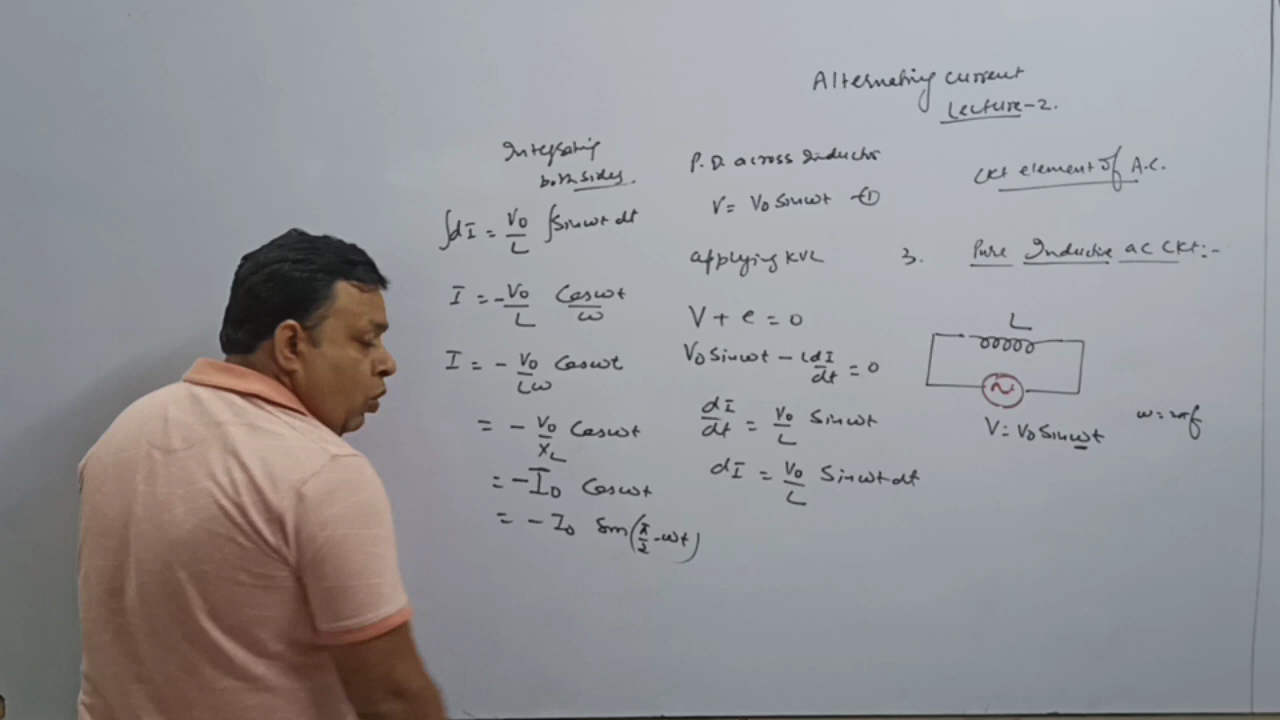 Alternating current
Lecture-2.
Ckt element of A.C.
3. Pure Inductive ac Ckt:-
L
~
V = V₀ Sinωt
ω = 2πf
P.D. across Inductor
V = V₀ Sinωt -①
applying KVL
V + e = 0
V₀ Sinωt - L dI/dt = 0
dI/dt = V₀/L Sinωt
dI = V₀/L Sinωt dt
Integrating
both sides.
∫dI = V₀/L ∫Sinωt dt
I = - V₀/L Cosωt/ω
I = - V₀/Lω Cosωt
= - V₀/X_L Cosωt
= - I₀ Cosωt
= - I₀ Sin(π/2 - ωt)